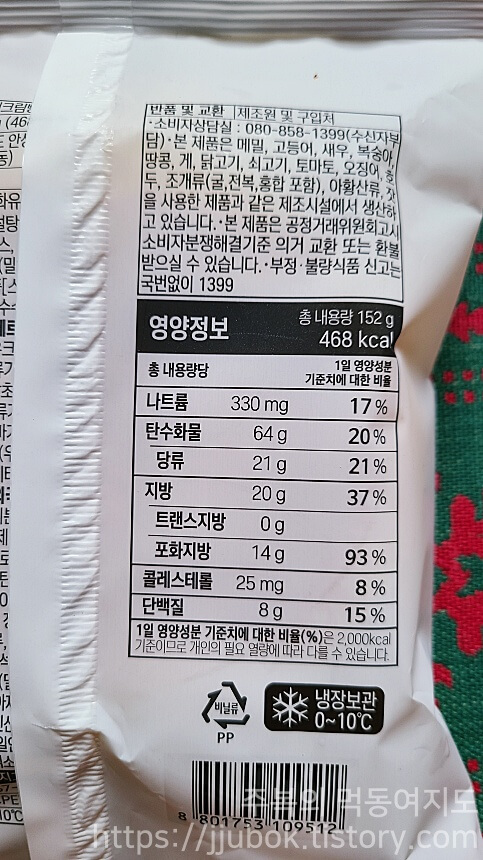 반품 및 교환 제조원 및 구입처
·소비자상담실 : 080-858-1399(수신자부
담)·본 제품은 메밀, 고등어, 새우, 복숭아,
땅콩, 게, 닭고기, 쇠고기, 토마토, 오징어, 호
두, 조개류(굴,전복,홍합 포함), 아황산류, 잣
을 사용한 제품과 같은 제조시설에서 생산하
고 있습니다.·본 제품은 공정거래위원회고시
소비자분쟁해결기준 의거 교환 또는 환불
받으실 수 있습니다.·부정·불량식품 신고는
국번없이 1399
영양정보 총 내용량 152 g
468 kcal
총 내용량당 1일 영양성분
기준치에 대한 비율
나트륨 330 mg 17 %
탄수화물 64 g 20 %
당류 21 g 21 %
지방 20 g 37 %
트랜스지방 0 g
포화지방 14 g 93 %
콜레스테롤 25 mg 8 %
단백질 8 g 15 %
1일 영양성분 기준치에 대한 비율(%)은 2,000kcal
기준이므로 개인의 필요 열량에 따라 다를 수 있습니다.
비닐류
PP
냉장보관
0~10℃
8 801753 109512
쭈복의 먹동여지도
https://jjubok.tistory.com